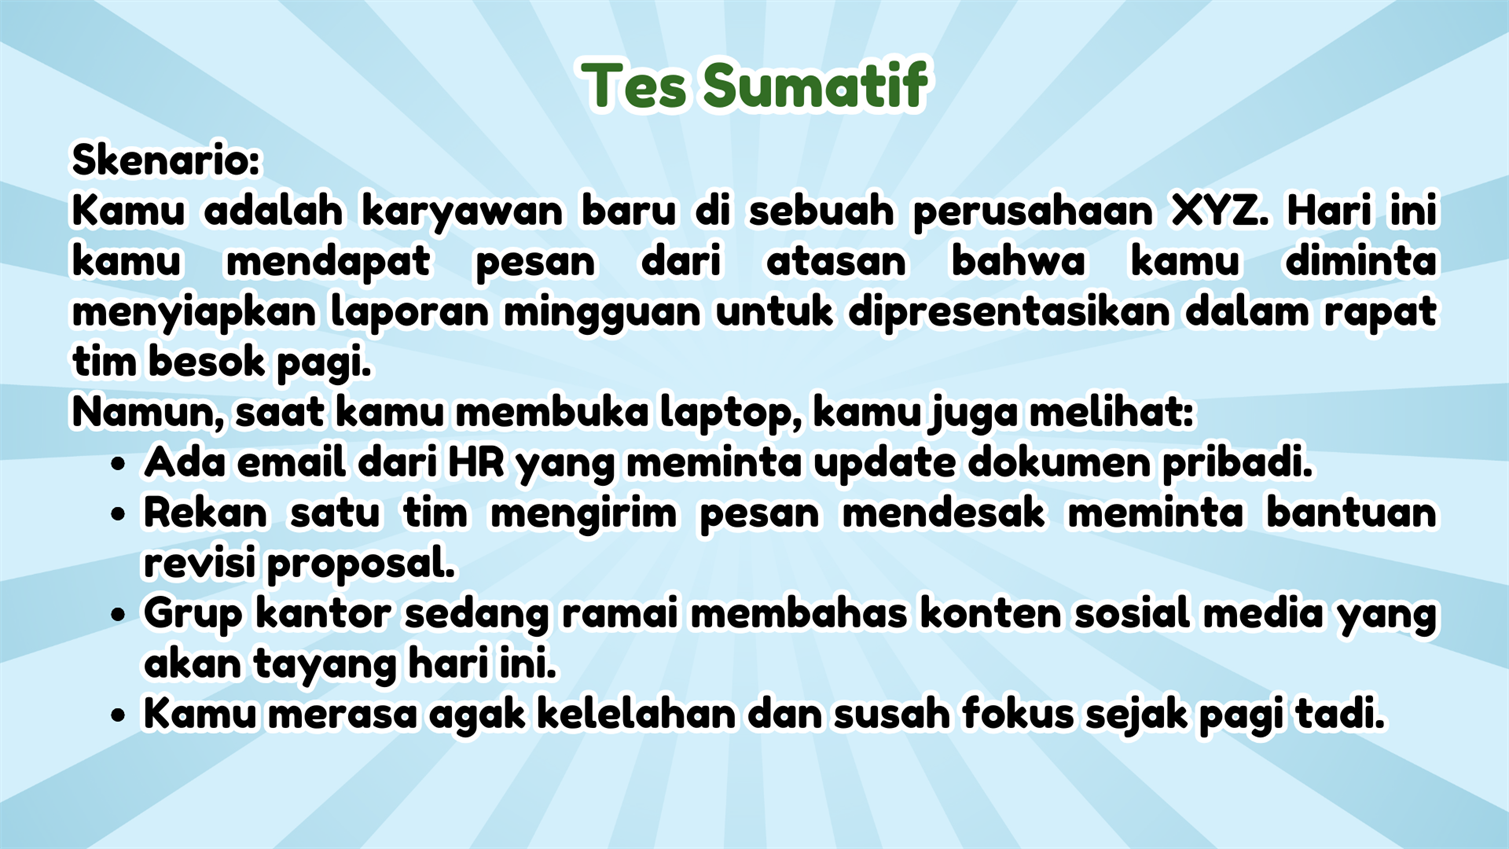 Tes Sumatif
Skenario:
Kamu adalah karyawan baru di sebuah perusahaan XYZ. Hari ini
kamu mendapat pesan dari atasan bahwa kamu diminta
menyiapkan laporan mingguan untuk dipresentasikan dalam rapat
tim besok pagi.
Namun, saat kamu membuka laptop, kamu juga melihat:
• Ada email dari HR yang meminta update dokumen pribadi.
• Rekan satu tim mengirim pesan mendesak meminta bantuan
revisi proposal.
• Grup kantor sedang ramai membahas konten sosial media yang
akan tayang hari ini.
• Kamu merasa agak kelelahan dan susah fokus sejak pagi tadi.